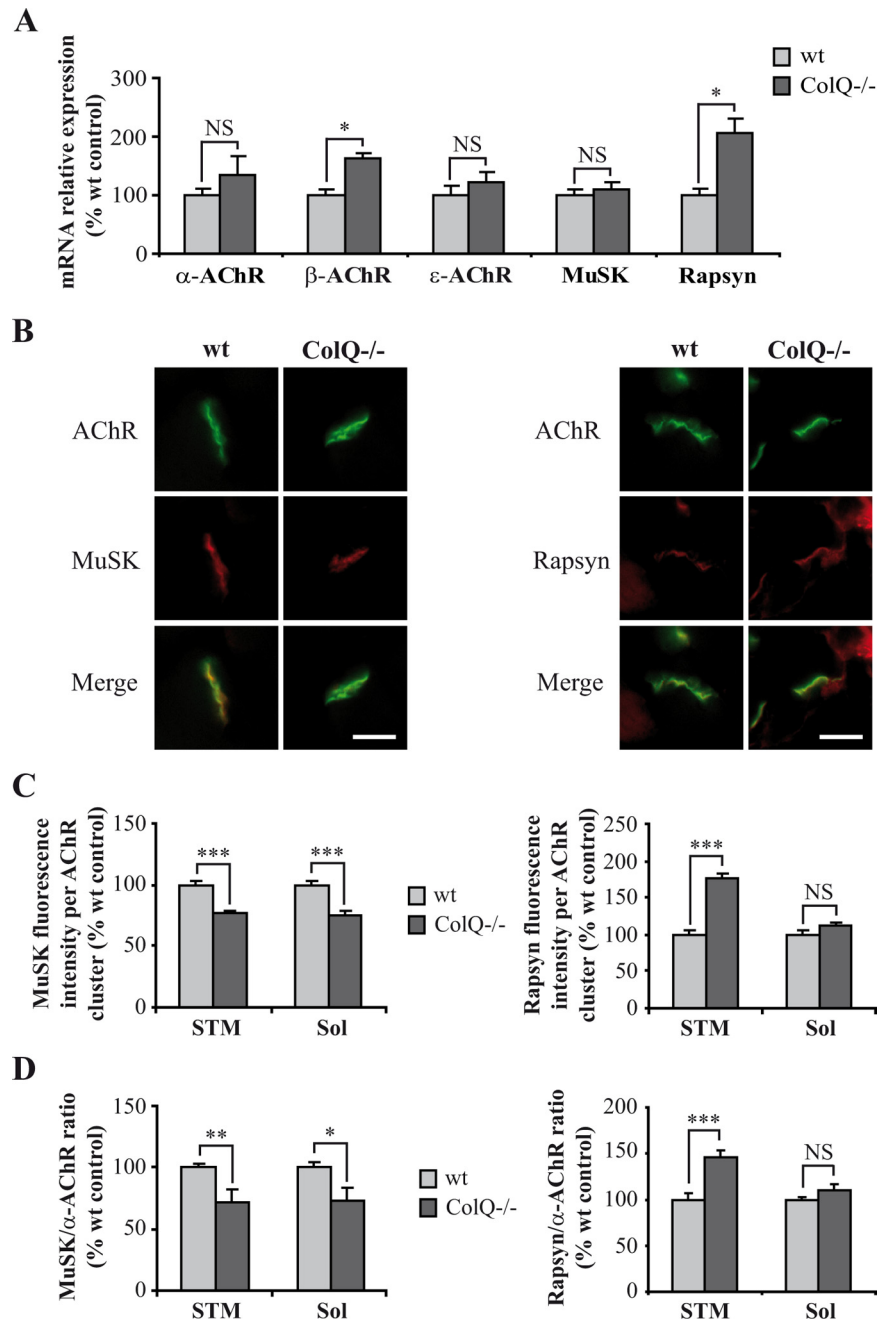 A
mRNA relative expression
(% wt control)
300
200
100
0
NS
*
NS
NS
*
wt
ColQ-/-
α-AChR
β-AChR
ε-AChR
MuSK
Rapsyn
B
wt
ColQ-/-
AChR
MuSK
Merge
wt
ColQ-/-
AChR
Rapsyn
Merge
C
MuSK fluorescence
intensity per AChR
cluster (% wt control)
150
100
50
0
***
***
STM
Sol
wt
ColQ-/-
Rapsyn fluorescence
intensity per AChR
cluster (% wt control)
250
200
150
100
50
0
***
NS
STM
Sol
D
MuSK/α-AChR ratio
(% wt control)
150
100
50
0
**
*
STM
Sol
wt
ColQ-/-
Rapsyn/α-AChR ratio
(% wt control)
200
150
100
50
0
***
NS
STM
Sol